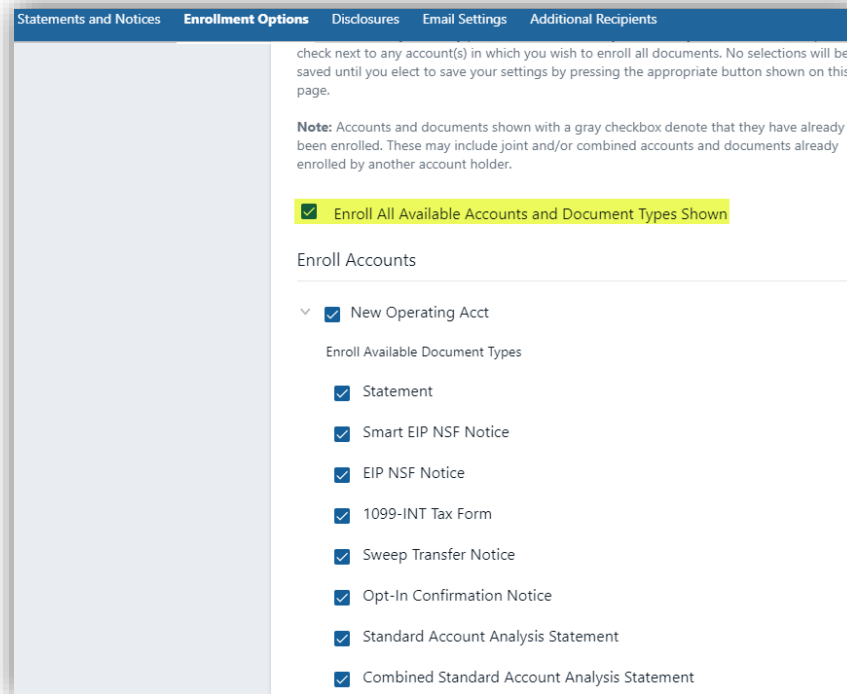 Statements and Notices Enrollment Options Disclosures Email Settings Additional Recipients
check next to any account(s) in which you wish to enroll all documents. No selections will be
saved until you elect to save your settings by pressing the appropriate button shown on this
page.
Note: Accounts and documents shown with a gray checkbox denote that they have already
been enrolled. These may include joint and/or combined accounts and documents already
enrolled by another account holder.
Enroll All Available Accounts and Document Types Shown
Enroll Accounts
New Operating Acct
Enroll Available Document Types
Statement
Smart EIP NSF Notice
EIP NSF Notice
1099-INT Tax Form
Sweep Transfer Notice
Opt-In Confirmation Notice
Standard Account Analysis Statement
Combined Standard Account Analysis Statement